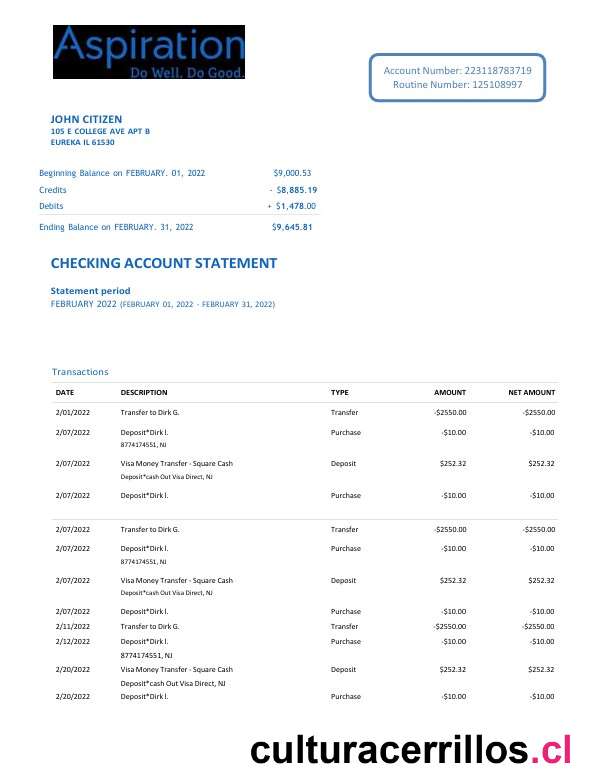 Aspiration
Do Well. Do Good.
Account Number: 223118783719
Routine Number: 125108997
JOHN CITIZEN
105 E COLLEGE AVE APT B
EUREKA IL 61530
Beginning Balance on FEBRUARY. 01, 2022 $9,000.53
Credits - $8,885.19
Debits + $1,478.00
Ending Balance on FEBRUARY. 31, 2022 $9,645.81
CHECKING ACCOUNT STATEMENT
Statement period
FEBRUARY 2022 (FEBRUARY 01, 2022 - FEBRUARY 31, 2022)
Transactions
DATE DESCRIPTION TYPE AMOUNT NET AMOUNT
2/01/2022 Transfer to Dirk G. Transfer -$2550.00 -$2550.00
2/07/2022 Deposit*Dirk l. Purchase -$10.00 -$10.00
8774174551, NJ
2/07/2022 Visa Money Transfer - Square Cash Deposit $252.32 $252.32
Deposit*cash Out Visa Direct, NJ
2/07/2022 Deposit*Dirk l. Purchase -$10.00 -$10.00
2/07/2022 Transfer to Dirk G. Transfer -$2550.00 -$2550.00
2/07/2022 Deposit*Dirk l. Purchase -$10.00 -$10.00
8774174551, NJ
2/07/2022 Visa Money Transfer - Square Cash Deposit $252.32 $252.32
Deposit*cash Out Visa Direct, NJ
2/07/2022 Deposit*Dirk l. Purchase -$10.00 -$10.00
2/11/2022 Transfer to Dirk G. Transfer -$2550.00 -$2550.00
2/12/2022 Deposit*Dirk l. Purchase -$10.00 -$10.00
8774174551, NJ
2/20/2022 Visa Money Transfer - Square Cash Deposit $252.32 $252.32
Deposit*cash Out Visa Direct, NJ
2/20/2022 Deposit*Dirk l. Purchase -$10.00 -$10.00
culturacerrillos.cl